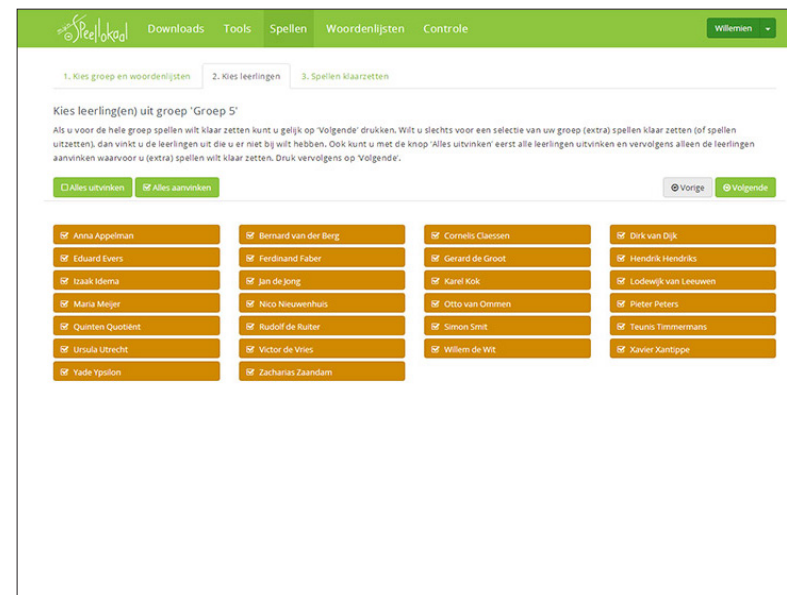 Speellokaal Downloads Tools Spellen Woordenlijsten Controle Willemien
1. Kies groep en woordenlijsten 2. Kies leerlingen 3. Spellen klaarzetten
Kies leerling(en) uit groep 'Groep 5'
Als u voor de hele groep spellen wilt klaar zetten kunt u gelijk op 'Volgende' drukken. Wilt u slechts voor een selectie van uw groep (extra) spellen klaar zetten (of spellen
uitzetten), dan vinkt u de leerlingen uit die u er niet bij wilt hebben. Ook kunt u met de knop 'Alles uitvinken' eerst alle leerlingen uitvinken en vervolgens alleen de leerlingen
aanvinken waarvoor u (extra) spellen wilt klaar zetten. Druk vervolgens op 'Volgende'.
Alles uitvinken Alles aanvinken Vorige Volgende
Anna Appelman Bernard van der Berg Cornelis Claessen Dirk van Dijk
Eduard Evers Ferdinand Faber Gerard de Groot Hendrik Hendriks
Izaak Idema Jan de Jong Karel Kok Lodewijk van Leeuwen
Maria Meijer Nico Nieuwenhuis Otto van Ommen Pieter Peters
Quinten Quotiënt Rudolf de Ruiter Simon Smit Teunis Timmermans
Ursula Utrecht Victor de Vries Willem de Wit Xavier Xantippe
Yade Ypsilon Zacharias Zaandam